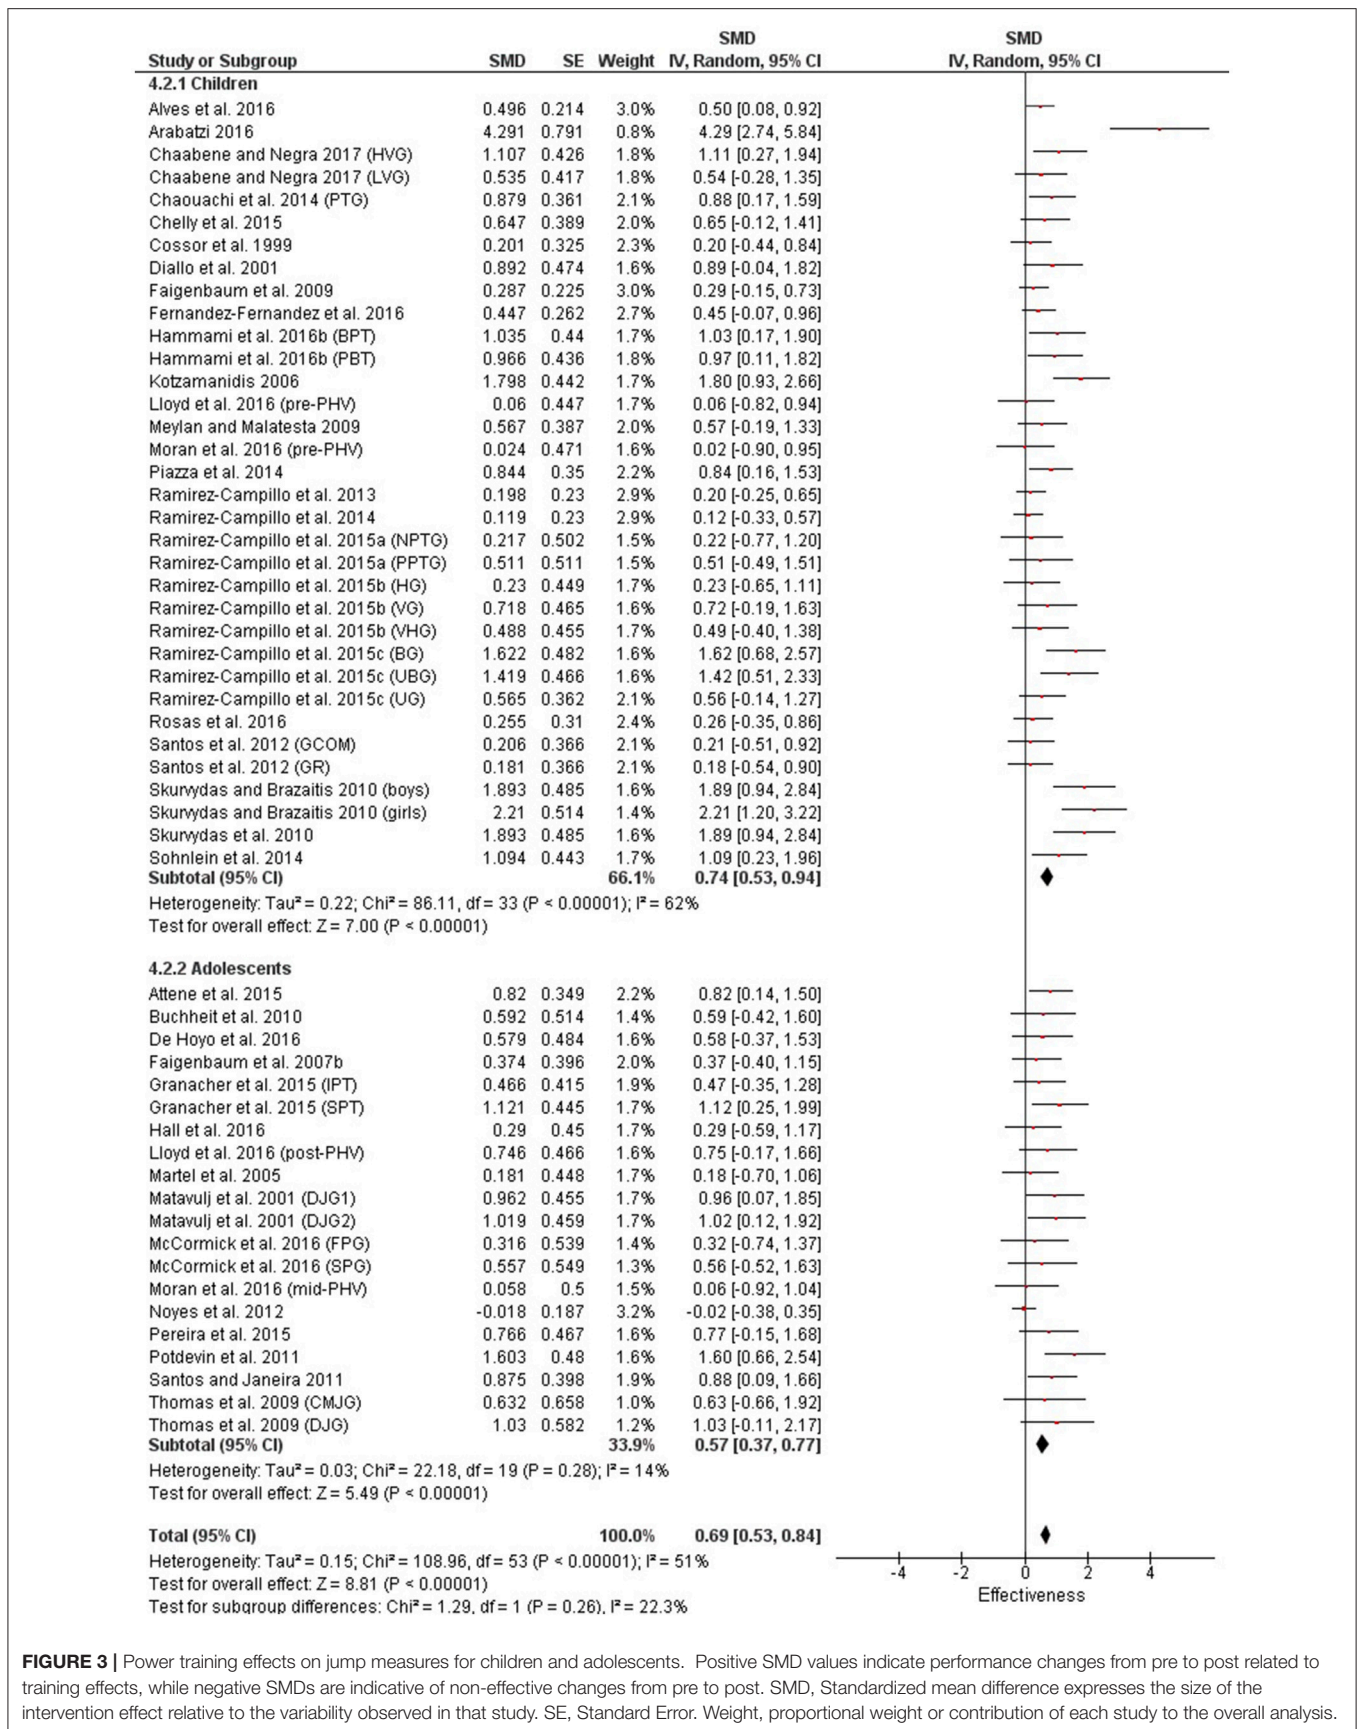 SMD SMD
Study or Subgroup SMD SE Weight IV, Random, 95% CI IV, Random, 95% CI
4.2.1 Children
Alves et al. 2016 0.496 0.214 3.0% 0.50 [0.08, 0.92]
Arabatzi 2016 4.291 0.791 0.8% 4.29 [2.74, 5.84]
Chaabene and Negra 2017 (HVG) 1.107 0.426 1.8% 1.11 [0.27, 1.94]
Chaabene and Negra 2017 (LVG) 0.535 0.417 1.8% 0.54 [-0.28, 1.35]
Chaouachi et al. 2014 (PTG) 0.879 0.361 2.1% 0.88 [0.17, 1.59]
Chelly et al. 2015 0.647 0.389 2.0% 0.65 [-0.12, 1.41]
Cossor et al. 1999 0.201 0.325 2.3% 0.20 [-0.44, 0.84]
Diallo et al. 2001 0.892 0.474 1.6% 0.89 [-0.04, 1.82]
Faigenbaum et al. 2009 0.287 0.225 3.0% 0.29 [-0.15, 0.73]
Fernandez-Fernandez et al. 2016 0.447 0.262 2.7% 0.45 [-0.07, 0.96]
Hammami et al. 2016b (BPT) 1.035 0.44 1.7% 1.03 [0.17, 1.90]
Hammami et al. 2016b (PBT) 0.966 0.436 1.8% 0.97 [0.11, 1.82]
Kotzamanidis 2006 1.798 0.442 1.7% 1.80 [0.93, 2.66]
Lloyd et al. 2016 (pre-PHV) 0.06 0.447 1.7% 0.06 [-0.82, 0.94]
Meylan and Malatesta 2009 0.567 0.387 2.0% 0.57 [-0.19, 1.33]
Moran et al. 2016 (pre-PHV) 0.024 0.471 1.6% 0.02 [-0.90, 0.95]
Piazza et al. 2014 0.844 0.35 2.2% 0.84 [0.16, 1.53]
Ramirez-Campillo et al. 2013 0.198 0.23 2.9% 0.20 [-0.25, 0.65]
Ramirez-Campillo et al. 2014 0.119 0.23 2.9% 0.12 [-0.33, 0.57]
Ramirez-Campillo et al. 2015a (NPTG) 0.217 0.502 1.5% 0.22 [-0.77, 1.20]
Ramirez-Campillo et al. 2015a (PPTG) 0.511 0.511 1.5% 0.51 [-0.49, 1.51]
Ramirez-Campillo et al. 2015b (HG) 0.23 0.449 1.7% 0.23 [-0.65, 1.11]
Ramirez-Campillo et al. 2015b (VG) 0.718 0.465 1.6% 0.72 [-0.19, 1.63]
Ramirez-Campillo et al. 2015b (VHG) 0.488 0.455 1.7% 0.49 [-0.40, 1.38]
Ramirez-Campillo et al. 2015c (BG) 1.622 0.482 1.6% 1.62 [0.68, 2.57]
Ramirez-Campillo et al. 2015c (UBG) 1.419 0.466 1.6% 1.42 [0.51, 2.33]
Ramirez-Campillo et al. 2015c (UG) 0.565 0.362 2.1% 0.56 [-0.14, 1.27]
Rosas et al. 2016 0.255 0.31 2.4% 0.26 [-0.35, 0.86]
Santos et al. 2012 (GCOM) 0.206 0.366 2.1% 0.21 [-0.51, 0.92]
Santos et al. 2012 (GR) 0.181 0.366 2.1% 0.18 [-0.54, 0.90]
Skurvydas and Brazaitis 2010 (boys) 1.893 0.485 1.6% 1.89 [0.94, 2.84]
Skurvydas and Brazaitis 2010 (girls) 2.21 0.514 1.4% 2.21 [1.20, 3.22]
Skurvydas et al. 2010 1.893 0.485 1.6% 1.89 [0.94, 2.84]
Sohnlein et al. 2014 1.094 0.443 1.7% 1.09 [0.23, 1.96]
Subtotal (95% CI) 66.1% 0.74 [0.53, 0.94]
Heterogeneity: Tau² = 0.22; Chi² = 86.11, df = 33 (P < 0.00001); I² = 62%
Test for overall effect: Z = 7.00 (P < 0.00001)
4.2.2 Adolescents
Attene et al. 2015 0.82 0.349 2.2% 0.82 [0.14, 1.50]
Buchheit et al. 2010 0.592 0.514 1.4% 0.59 [-0.42, 1.60]
De Hoyo et al. 2016 0.579 0.484 1.6% 0.58 [-0.37, 1.53]
Faigenbaum et al. 2007b 0.374 0.396 2.0% 0.37 [-0.40, 1.15]
Granacher et al. 2015 (IPT) 0.466 0.415 1.9% 0.47 [-0.35, 1.28]
Granacher et al. 2015 (SPT) 1.121 0.445 1.7% 1.12 [0.25, 1.99]
Hall et al. 2016 0.29 0.45 1.7% 0.29 [-0.59, 1.17]
Lloyd et al. 2016 (post-PHV) 0.746 0.466 1.6% 0.75 [-0.17, 1.66]
Martel et al. 2005 0.181 0.448 1.7% 0.18 [-0.70, 1.06]
Matavulj et al. 2001 (DJG1) 0.962 0.455 1.7% 0.96 [0.07, 1.85]
Matavulj et al. 2001 (DJG2) 1.019 0.459 1.7% 1.02 [0.12, 1.92]
McCormick et al. 2016 (FPG) 0.316 0.539 1.4% 0.32 [-0.74, 1.37]
McCormick et al. 2016 (SPG) 0.557 0.549 1.3% 0.56 [-0.52, 1.63]
Moran et al. 2016 (mid-PHV) 0.058 0.5 1.5% 0.06 [-0.92, 1.04]
Noyes et al. 2012 -0.018 0.187 3.2% -0.02 [-0.38, 0.35]
Pereira et al. 2015 0.766 0.467 1.6% 0.77 [-0.15, 1.68]
Potdevin et al. 2011 1.603 0.48 1.6% 1.60 [0.66, 2.54]
Santos and Janeira 2011 0.875 0.398 1.9% 0.88 [0.09, 1.66]
Thomas et al. 2009 (CMJG) 0.632 0.658 1.0% 0.63 [-0.66, 1.92]
Thomas et al. 2009 (DJG) 1.03 0.582 1.2% 1.03 [-0.11, 2.17]
Subtotal (95% CI) 33.9% 0.57 [0.37, 0.77]
Heterogeneity: Tau² = 0.03; Chi² = 22.18, df = 19 (P = 0.28); I² = 14%
Test for overall effect: Z = 5.49 (P < 0.00001)
Total (95% CI) 100.0% 0.69 [0.53, 0.84]
Heterogeneity: Tau² = 0.15; Chi² = 108.96, df = 53 (P < 0.00001); I² = 51%
Test for overall effect: Z = 8.81 (P < 0.00001)
Test for subgroup differences: Chi² = 1.29, df = 1 (P = 0.26), I² = 22.3%
-4 -2 0 2 4
Effectiveness
FIGURE 3 | Power training effects on jump measures for children and adolescents. Positive SMD values indicate performance changes from pre to post related to
training effects, while negative SMDs are indicative of non-effective changes from pre to post. SMD, Standardized mean difference expresses the size of the
intervention effect relative to the variability observed in that study. SE, Standard Error. Weight, proportional weight or contribution of each study to the overall analysis.